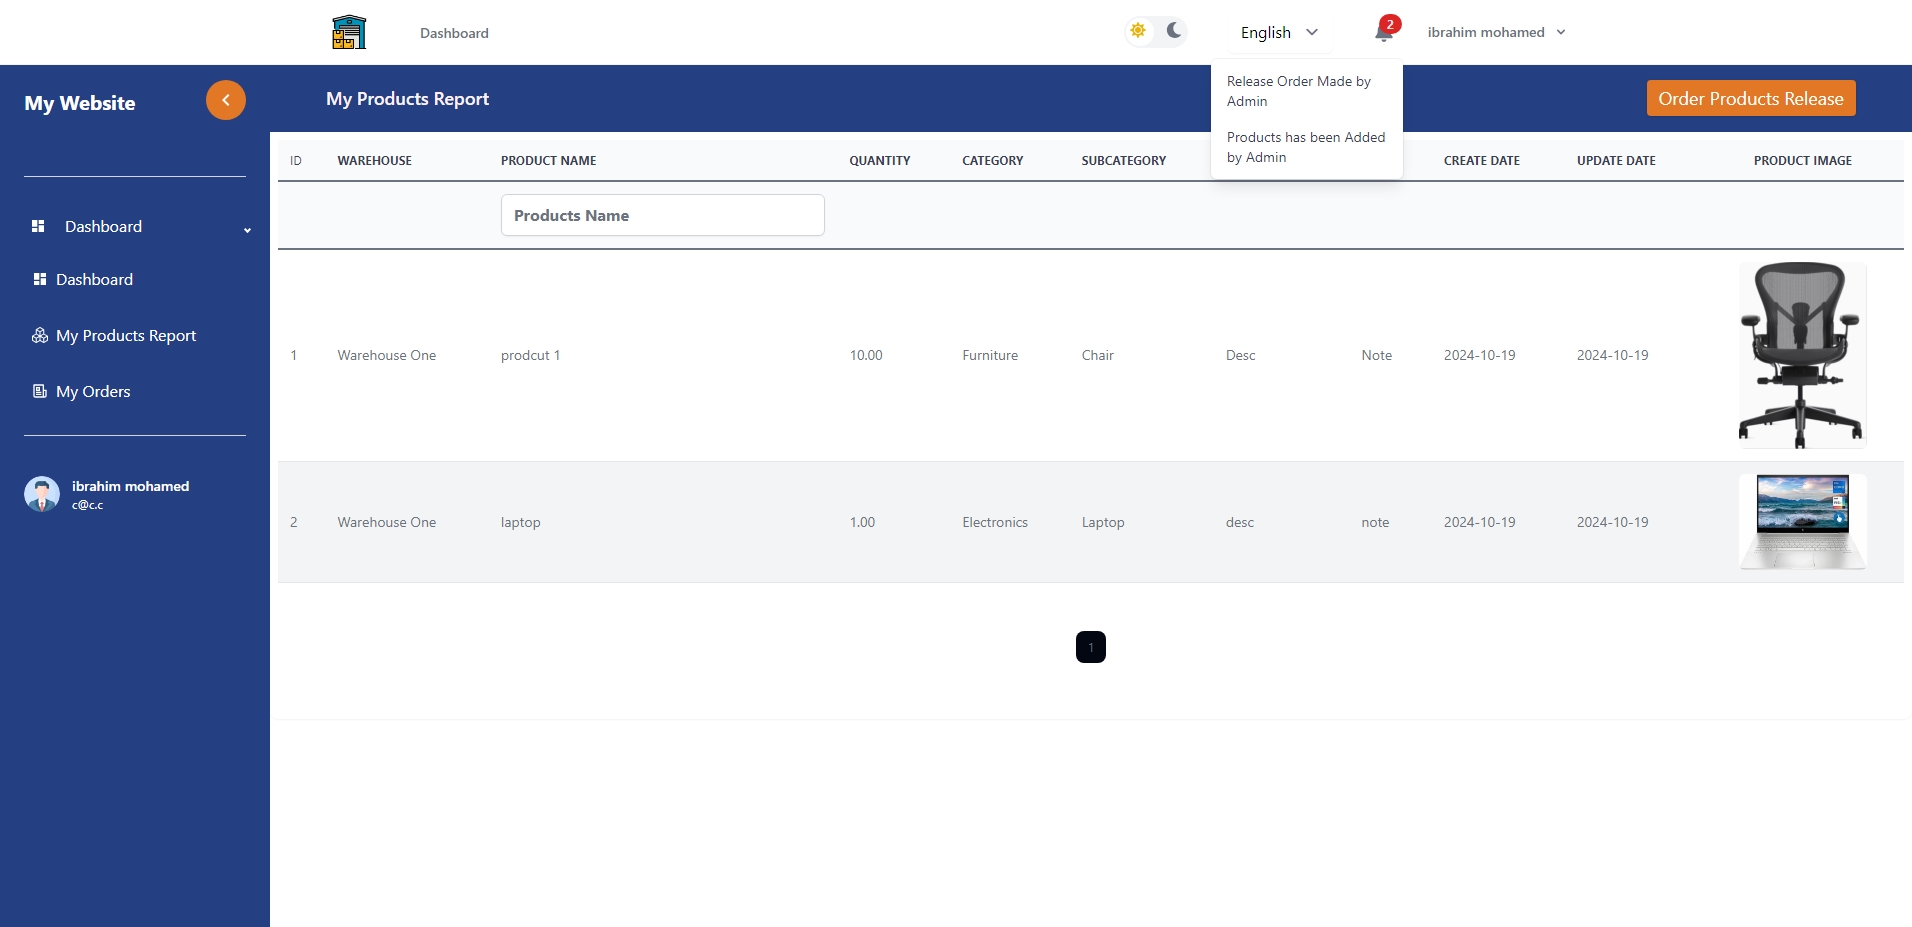 Dashboard
English
2
ibrahim mohamed
My Website
My Products Report
Release Order Made by
Admin
Products has been Added
by Admin
Order Products Release
ID WAREHOUSE PRODUCT NAME QUANTITY CATEGORY SUBCATEGORY CREATE DATE UPDATE DATE PRODUCT IMAGE
Products Name
Dashboard
Dashboard
My Products Report
My Orders
ibrahim mohamed
c@c.c
1 Warehouse One prodcut 1 10.00 Furniture Chair Desc Note 2024-10-19 2024-10-19
2 Warehouse One laptop 1.00 Electronics Laptop desc note 2024-10-19 2024-10-19
1